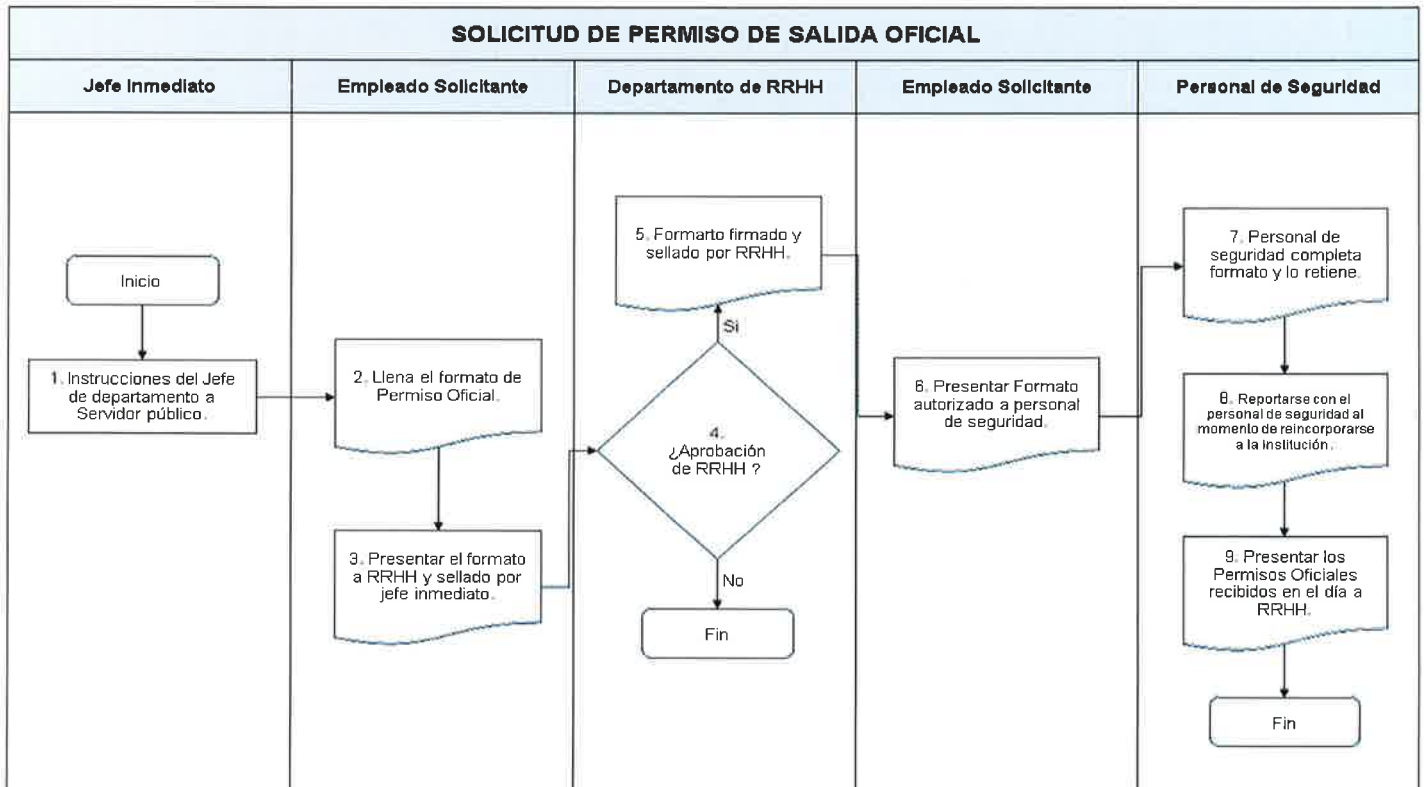 SOLICITUD DE PERMISO DE SALIDA OFICIAL
Jefe Inmediato
Empleado Solicitante
Departamento de RRHH
Empleado Solicitante
Personal de Seguridad
Inicio
1. Instrucciones del Jefe
de departamento a
Servidor público.
2. Llena el formato de
Permiso Oficial.
3. Presentar el formato
a RRHH y sellado por
jefe inmediato.
4.
¿Aprobación
de RRHH ?
Si
No
Fin
5. Formarto firmado y
sellado por RRHH.
6. Presentar Formato
autorizado a personal
de seguridad.
7. Personal de
seguridad completa
formato y lo retiene.
8. Reportarse con el
personal de seguridad al
momento de reincorporarse
a la institución.
9. Presentar los
Permisos Oficiales
recibidos en el día a
RRHH.
Fin